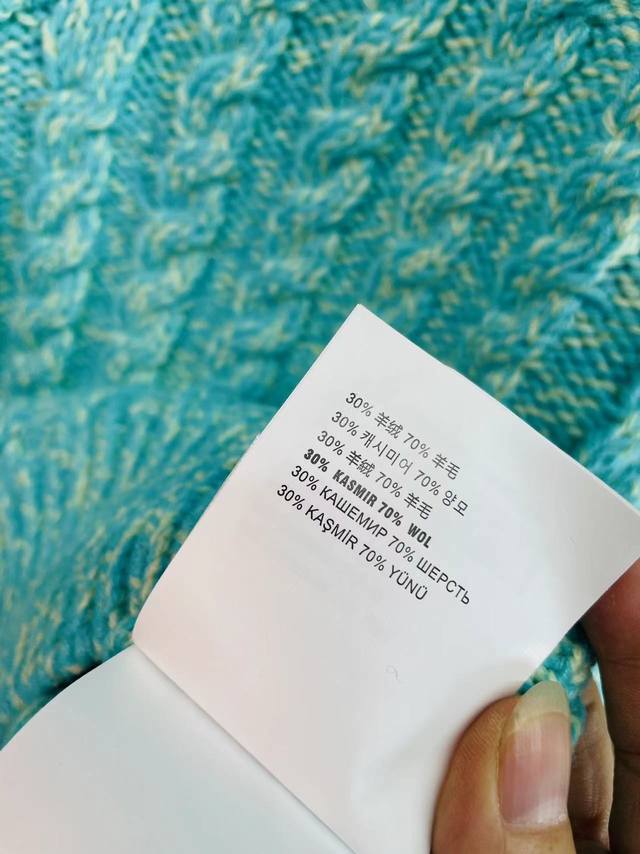 30% 羊绒 70% 羊毛
30% 캐시미어 70% 양모
30% 羊絨 70% 羊毛
30% KASMIR 70% WOL
30% КАШЕМИР 70% ШЕРСТЬ
30% KAŞMİR 70% YÜNÜ